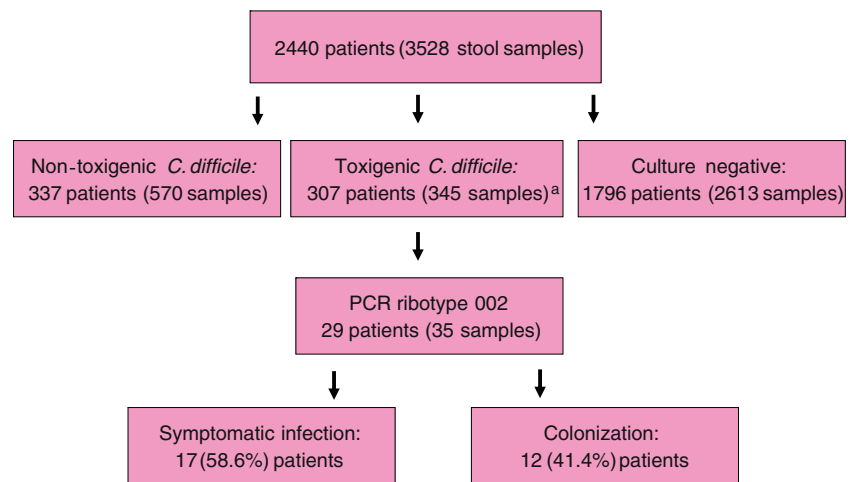 2440 patients (3528 stool samples)
Non-toxigenic C. difficile:
337 patients (570 samples)
Toxigenic C. difficile:
307 patients (345 samples)a
Culture negative:
1796 patients (2613 samples)
PCR ribotype 002
29 patients (35 samples)
Symptomatic infection:
17(58.6%) patients
Colonization:
12 (41.4%) patients